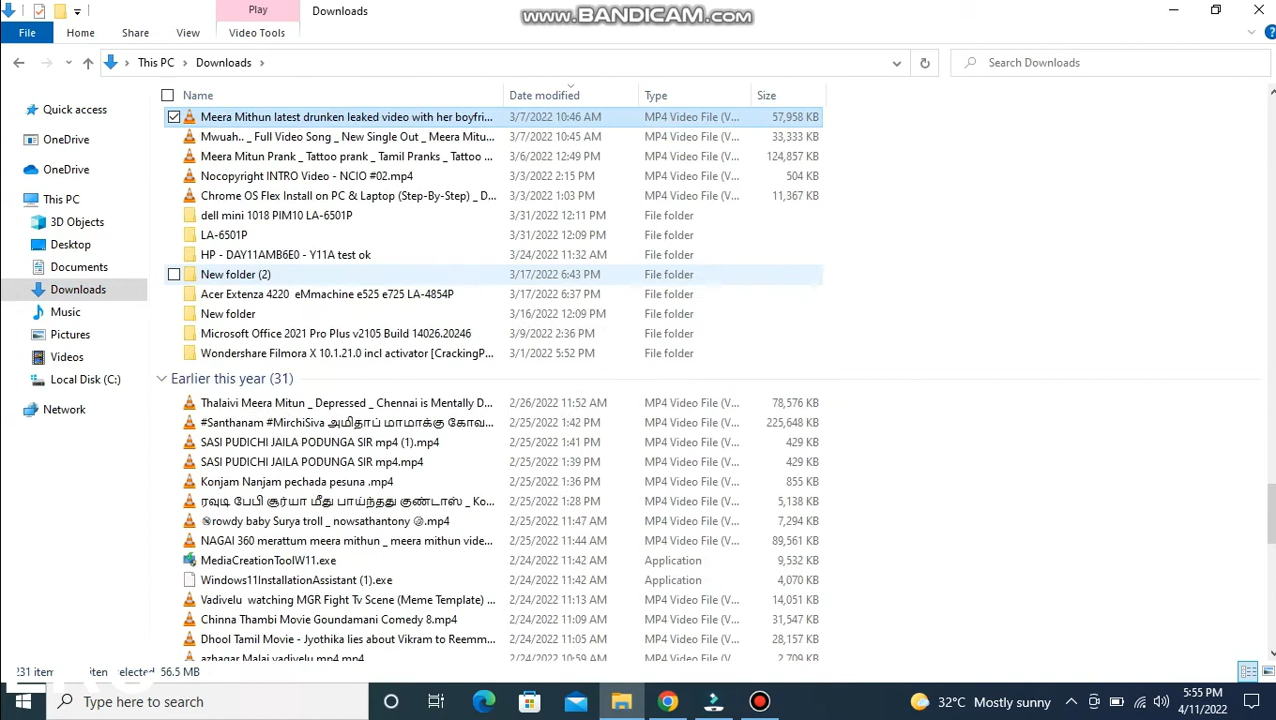 Play
Downloads
www.BANDICAM.com
File
Home
Share
View
Video Tools
This PC
Downloads
Search Downloads
Name
Date modified
Type
Size
Quick access
OneDrive
OneDrive
This PC
3D Objects
Desktop
Documents
Downloads
Music
Pictures
Videos
Local Disk (C:)
Network
Meera Mithun latest drunken leaked video with her boyfri... 3/7/2022 10:46 AM MP4 Video File (V... 57,958 KB
Mwuah.. _ Full Video Song _ New Single Out _ Meera Mitu... 3/7/2022 10:45 AM MP4 Video File (V... 33,333 KB
Meera Mitun Prank _ Tattoo prank _ Tamil Pranks _ Tattoo ... 3/6/2022 12:49 PM MP4 Video File (V... 124,857 KB
Nocopyright INTRO Video - NCIO #02.mp4 3/3/2022 2:15 PM MP4 Video File (V... 504 KB
Chrome OS Flex Install on PC & Laptop (Step-By-Step) _ D... 3/3/2022 1:03 PM MP4 Video File (V... 11,367 KB
dell mini 1018 PIM10 LA-6501P 3/31/2022 12:11 PM File folder
LA-6501P 3/31/2022 12:09 PM File folder
HP - DAY11AMB6E0 - Y11A test ok 3/24/2022 11:32 AM File folder
New folder (2) 3/17/2022 6:43 PM File folder
Acer Extenza 4220 eMmachine e525 e725 LA-4854P 3/17/2022 6:37 PM File folder
New folder 3/16/2022 12:09 PM File folder
Microsoft Office 2021 Pro Plus v2105 Build 14026.20246 3/9/2022 2:36 PM File folder
Wondershare Filmora X 10.1.21.0 incl activator [CrackingP... 3/1/2022 5:52 PM File folder
Earlier this year (31)
Thalaivi Meera Mitun _ Depressed _ Chennai is Mentally D... 2/26/2022 11:52 AM MP4 Video File (V... 78,576 KB
#Santhanam #MirchiSiva அமிதாப் மாமாக்கு கோவ... 2/25/2022 1:42 PM MP4 Video File (V... 225,648 KB
SASI PUDICHI JAILA PODUNGA SIR mp4 (1).mp4 2/25/2022 1:41 PM MP4 Video File (V... 429 KB
SASI PUDICHI JAILA PODUNGA SIR mp4.mp4 2/25/2022 1:39 PM MP4 Video File (V... 429 KB
Konjam Nanjam pechada pesuna .mp4 2/25/2022 1:36 PM MP4 Video File (V... 855 KB
ரவுடி பேபி சூர்யா மீது பாய்ந்தது குண்டாஸ் _ Ko... 2/25/2022 1:28 PM MP4 Video File (V... 5,138 KB
rowdy baby Surya troll _ nowsathantony .mp4 2/25/2022 11:47 AM MP4 Video File (V... 7,294 KB
NAGAI 360 merattum meera mithun _ meera mithun vide... 2/25/2022 11:44 AM MP4 Video File (V... 89,561 KB
MediaCreationToolW11.exe 2/24/2022 11:42 AM Application 9,532 KB
Windows11InstallationAssistant (1).exe 2/24/2022 11:42 AM Application 4,070 KB
Vadivelu watching MGR Fight Tv Scene (Meme Template) ... 2/24/2022 11:13 AM MP4 Video File (V... 14,051 KB
Chinna Thambi Movie Goundamani Comedy 8.mp4 2/24/2022 11:09 AM MP4 Video File (V... 31,547 KB
Dhool Tamil Movie - Jyothika lies about Vikram to Reemm... 2/24/2022 11:05 AM MP4 Video File (V... 28,157 KB
azhagar Malai vadivelu mp4.mp4 2/24/2022 10:59 AM MP4 Video File (V... 2,709 KB
231 selected 56.5 MB
Type here to search
32°C Mostly sunny
5:55 PM
4/11/2022